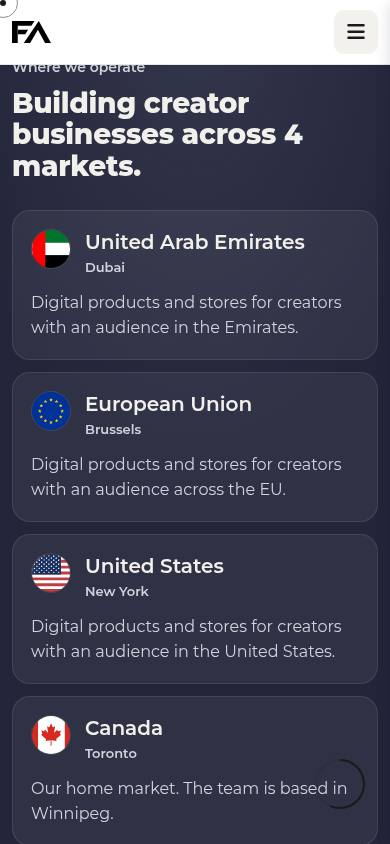 FA
Where we operate
Building creator
businesses across 4
markets.
United Arab Emirates
Dubai
Digital products and stores for creators
with an audience in the Emirates.
European Union
Brussels
Digital products and stores for creators
with an audience across the EU.
United States
New York
Digital products and stores for creators
with an audience in the United States.
Canada
Toronto
Our home market. The team is based in
Winnipeg.